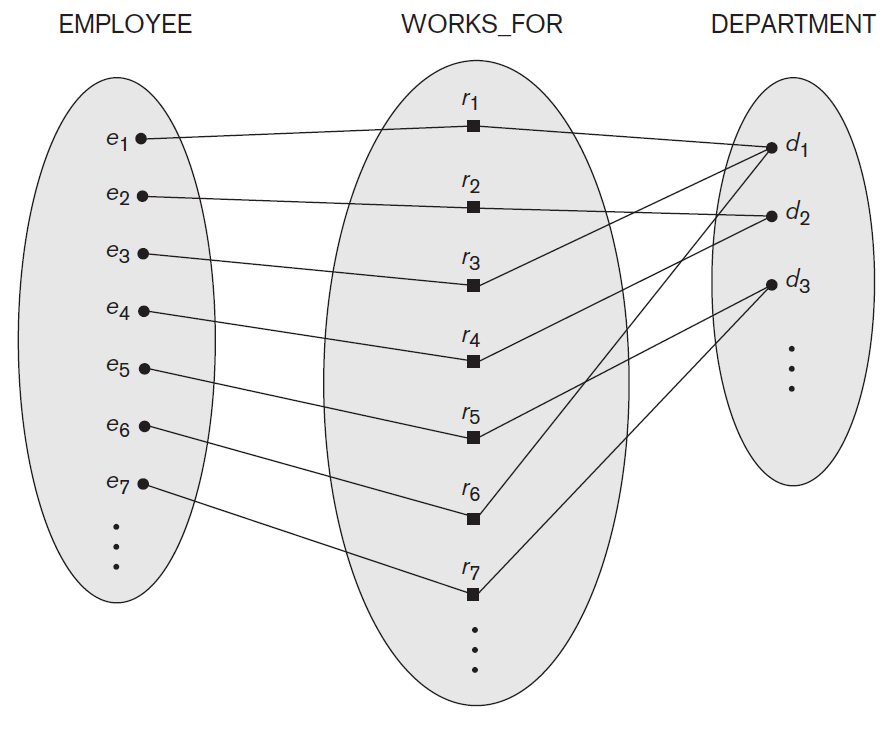 EMPLOYEE WORKS_FOR DEPARTMENT
r1
e1 d1
r2
e2 d2
e3 r3
d3
e4 r4
e5
r5
e6
e7 r6
r7